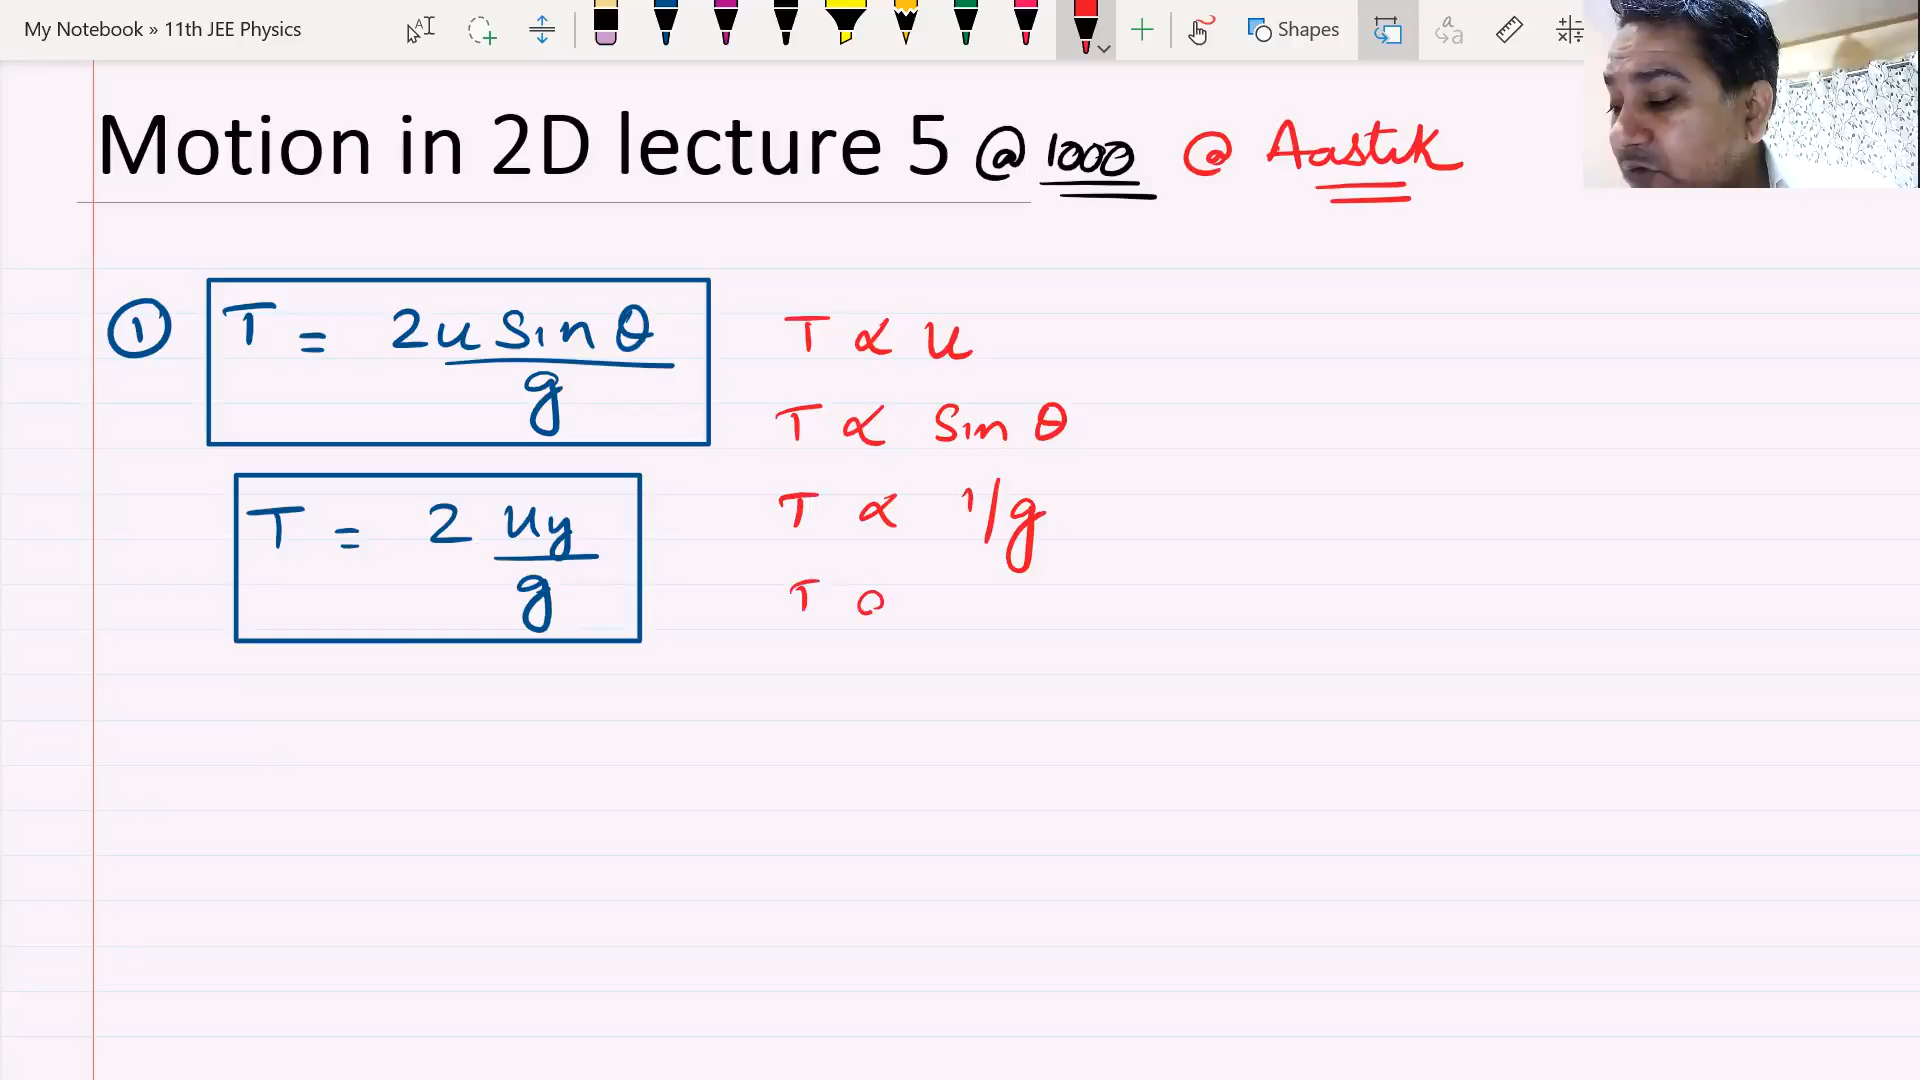 My Notebook » 11th JEE Physics
Shapes
Motion in 2D lecture 5 @ 1000 @ Aastik
① T = 2u Sin θ / g
T ∝ u
T ∝ Sin θ
T = 2 uy / g
T ∝ 1/g
T